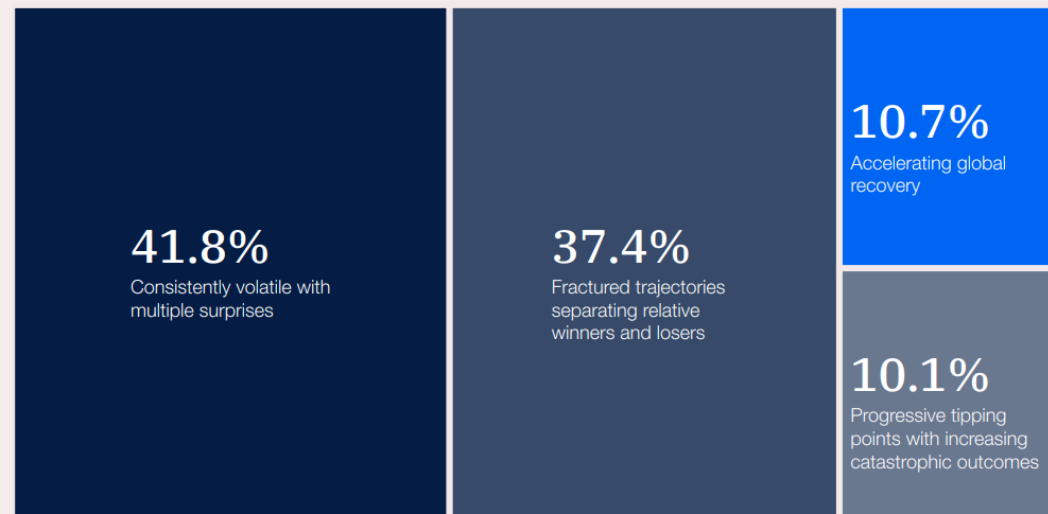 41.8%
Consistently volatile with
multiple surprises
37.4%
Fractured trajectories
separating relative
winners and losers
10.7%
Accelerating global
recovery
10.1%
Progressive tipping
points with increasing
catastrophic outcomes